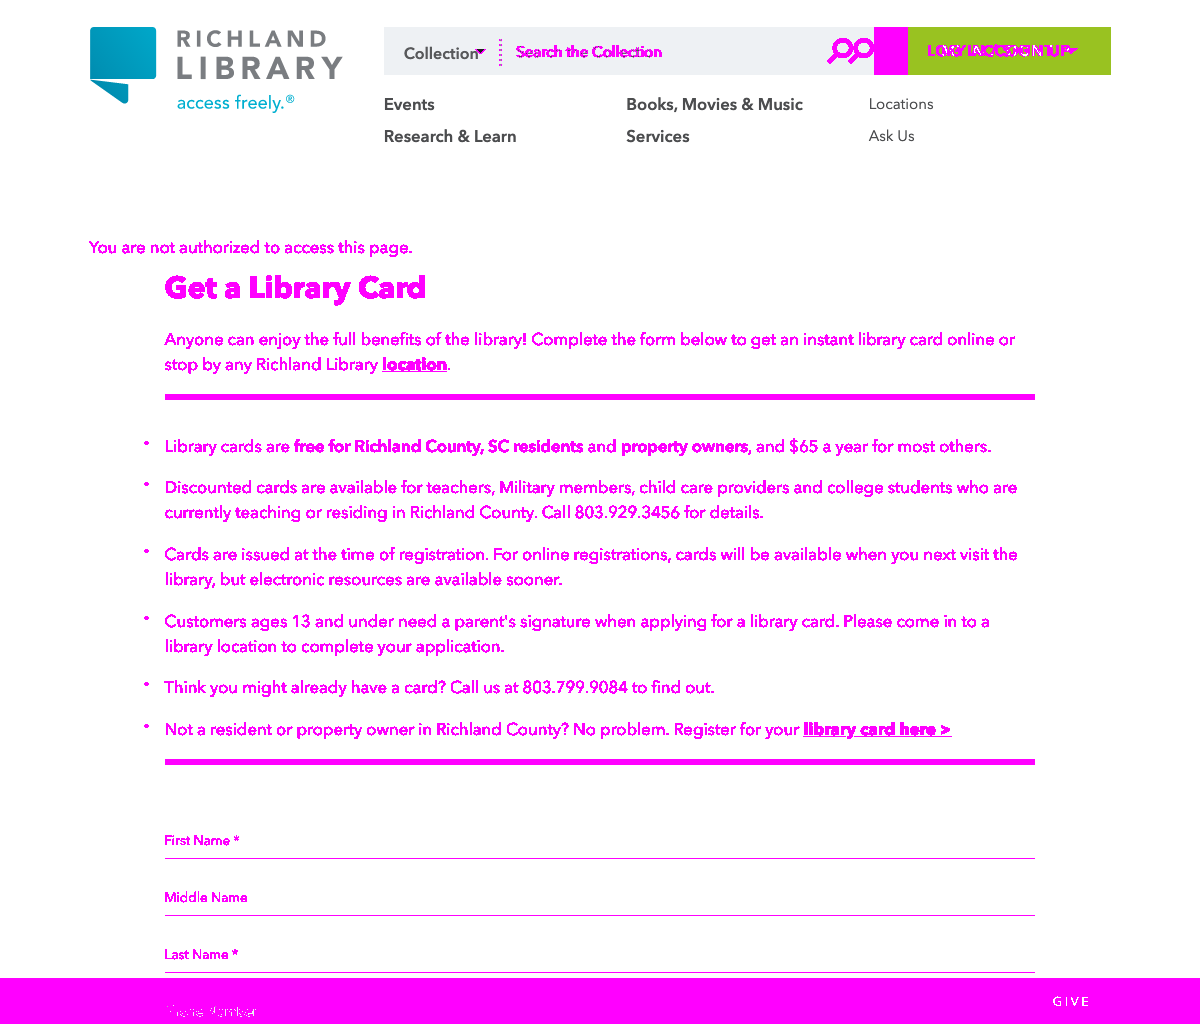 RICHLAND
LIBRARY
access freely.®
Collection
Search the Collection
Events
Books, Movies & Music
Locations
Research & Learn
Services
Ask Us
You are not authorized to access this page.
Get a Library Card
Anyone can enjoy the full benefits of the library! Complete the form below to get an instant library card online or
stop by any Richland Library location.
• Library cards are free for Richland County, SC residents and property owners, and $65 a year for most others.
• Discounted cards are available for teachers, Military members, child care providers and college students who are
currently teaching or residing in Richland County. Call 803.929.3456 for details.
• Cards are issued at the time of registration. For online registrations, cards will be available when you next visit the
library, but electronic resources are available sooner.
• Customers ages 13 and under need a parent's signature when applying for a library card. Please come in to a
library location to complete your application.
• Think you might already have a card? Call us at 803.799.9084 to find out.
• Not a resident or property owner in Richland County? No problem. Register for your library card here >
First Name *
Middle Name
Last Name *
Phone Number
GIVE